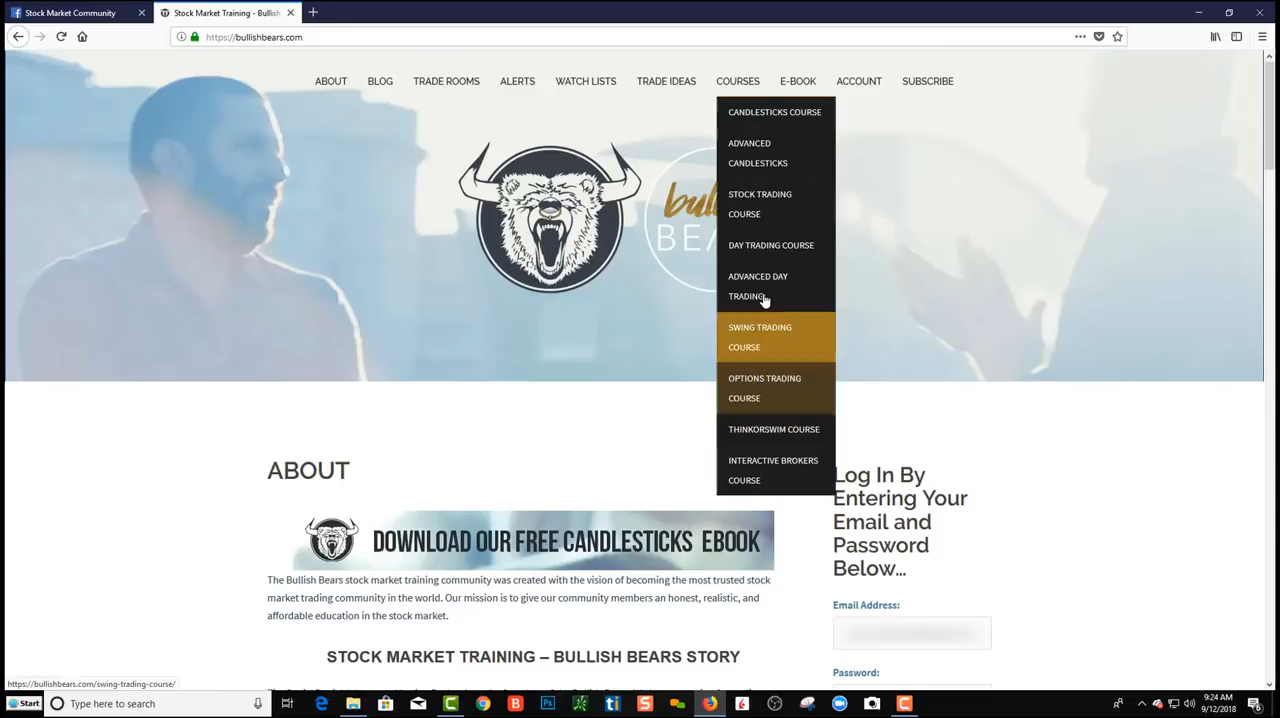 Stock Market Community
Stock Market Training - Bullish
https://bullishbears.com
ABOUT BLOG TRADE ROOMS ALERTS WATCH LISTS TRADE IDEAS COURSES E-BOOK ACCOUNT SUBSCRIBE
CANDLESTICKS COURSE
ADVANCED
CANDLESTICKS
STOCK TRADING
COURSE
DAY TRADING COURSE
ADVANCED DAY
TRADING
SWING TRADING
COURSE
OPTIONS TRADING
COURSE
THINKORSWIM COURSE
INTERACTIVE BROKERS
COURSE
bul
BEA
ABOUT
DOWNLOAD OUR FREE CANDLESTICKS EBOOK
The Bullish Bears stock market training community was created with the vision of becoming the most trusted stock
market trading community in the world. Our mission is to give our community members an honest, realistic, and
affordable education in the stock market.
STOCK MARKET TRAINING – BULLISH BEARS STORY
Log In By
Entering Your
Email and
Password
Below...
Email Address:
Password:
https://bullishbears.com/swing-trading-course/
Start
Type here to search
9:24 AM
9/12/2018